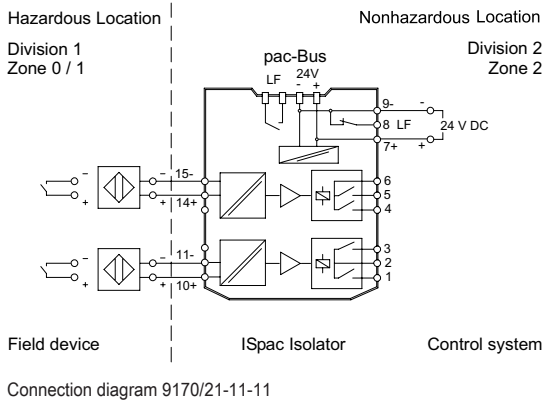 Hazardous Location
Nonhazardous Location
Division 1
Zone 0 / 1
Division 2
Zone 2
pac-Bus
LF
24V
- +
9-
-
8 LF
24 V DC
7+
+
- - 15-
+ + 14+
6
5
4
- - 11-
+ + 10+
3
2
1
Field device
ISpac Isolator
Control system
Connection diagram 9170/21-11-11